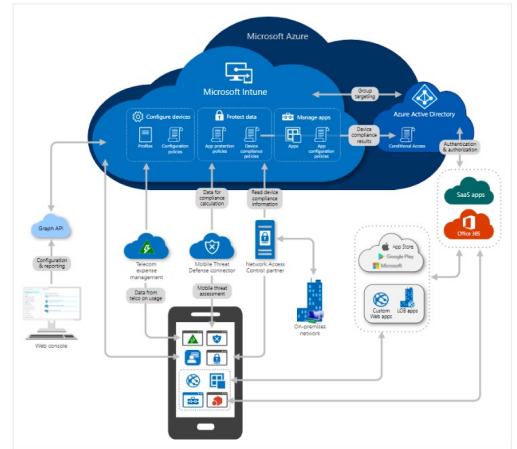 Microsoft Azure
Microsoft Intune
Group
targeting
Azure Active Directory
Configure devices
Protect data
Manage apps
Device
compliance
results
Profiles
Configuration
policies
App protection
policies
Device
compliance
policies
Apps
App
configuration
policies
Conditional Access
Authentication
& authorization
Data for
compliance
calculation
Read device
compliance
information
SaaS apps
Office 365
Graph API
Configuration
& reporting
Web console
Telecom
expense
management
Mobile Threat
Defense connector
Network Access
Control partner
App Store
Google Play
Microsoft
Custom
Web apps
LOB apps
Data from
telco on usage
Mobile threat
assessment
On-premises
network